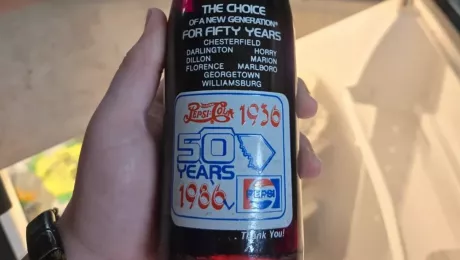 THE CHOICE
OF A NEW GENERATION®
FOR FIFTY YEARS
CHESTERFIELD
DARLINGTON HORRY
DILLON MARION
FLORENCE MARLBORO
GEORGETOWN
WILLIAMSBURG
PEPSI-COLA 1936
50
YEARS
1986
PEPSI
Thank You!